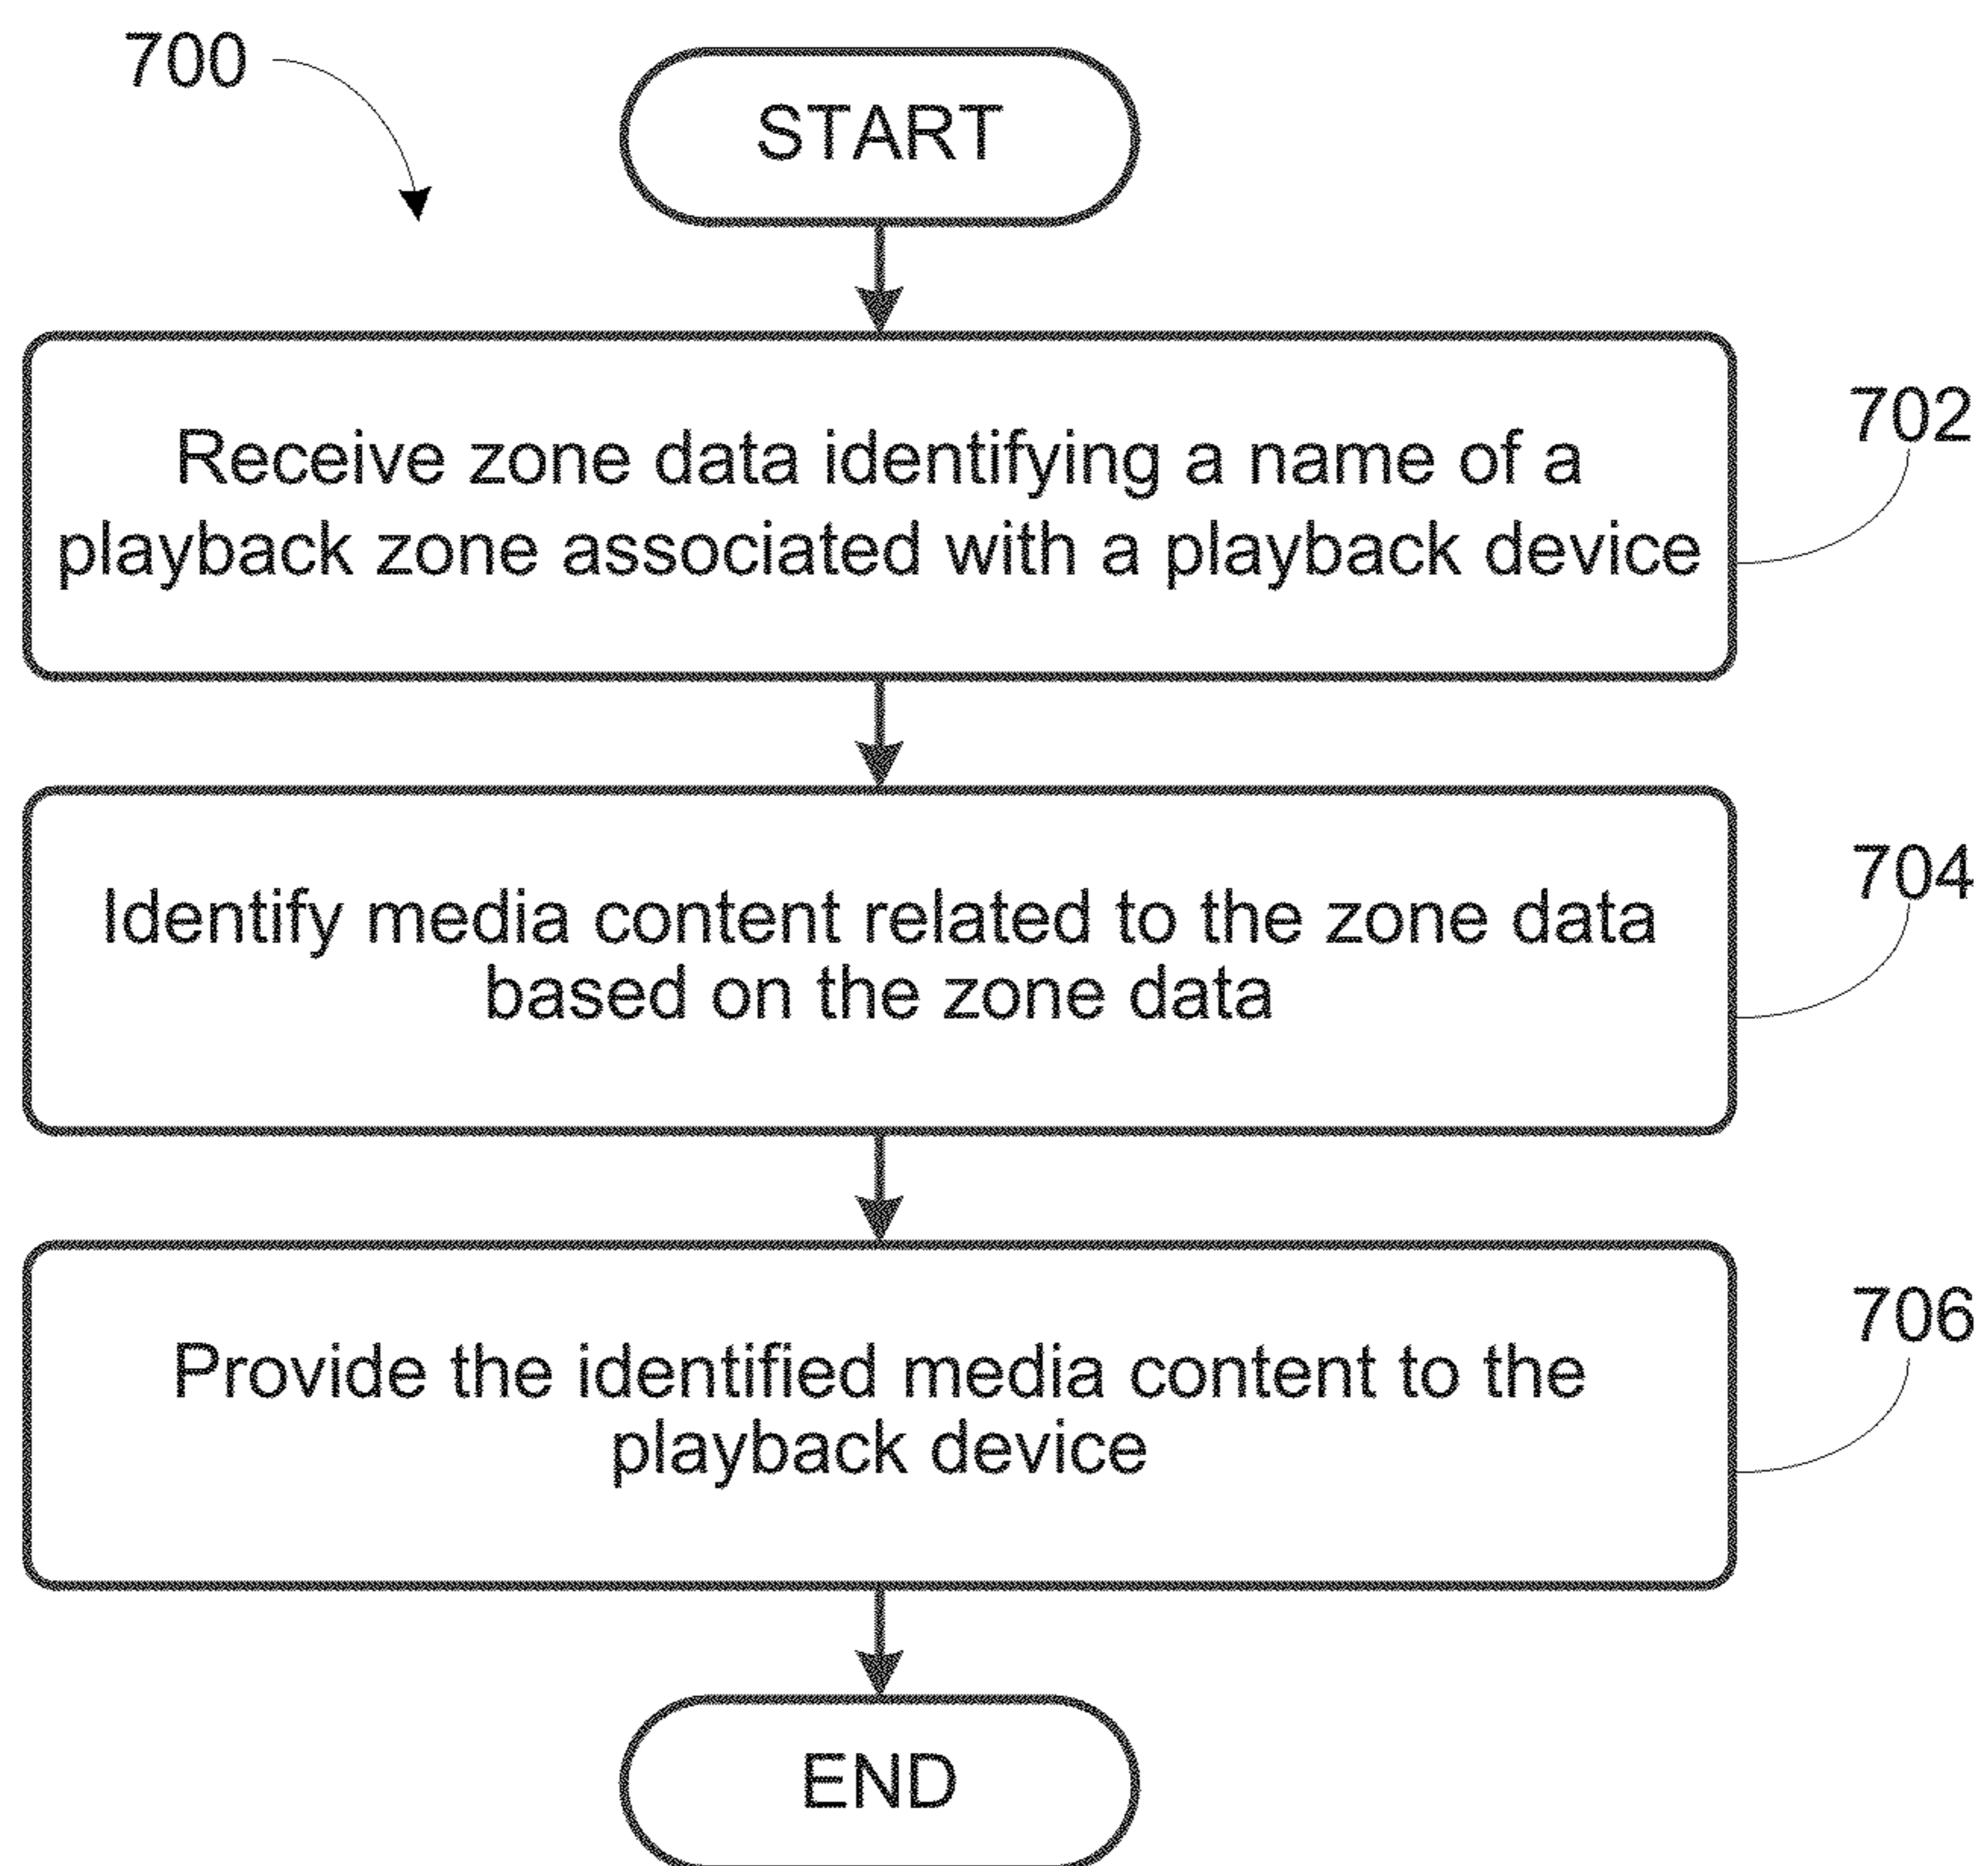 700
START
Receive zone data identifying a name of a
playback zone associated with a playback device
702
Identify media content related to the zone data
based on the zone data
704
Provide the identified media content to the
playback device
706
END